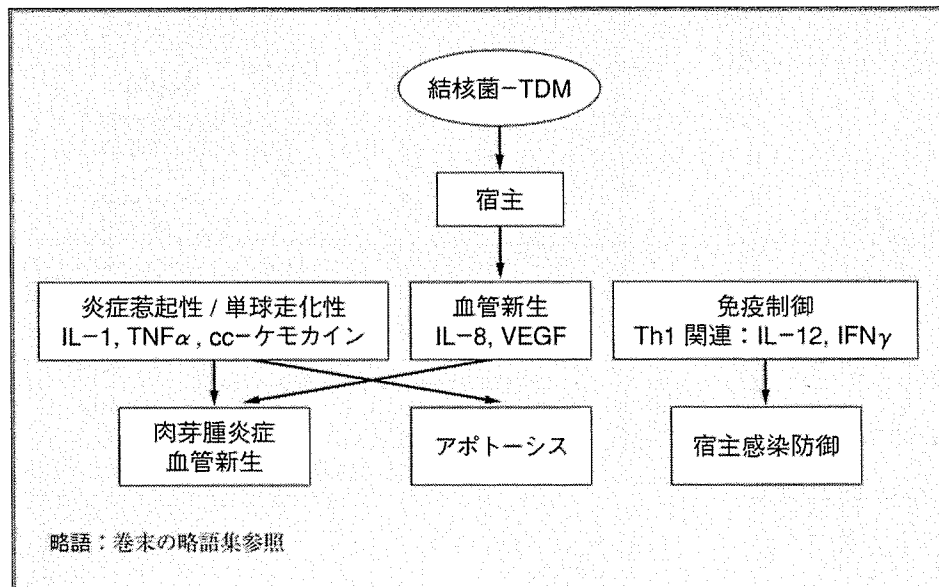 結核菌-TDM
宿主
炎症惹起性 / 単球走化性
IL-1, TNFα, cc-ケモカイン
血管新生
IL-8, VEGF
免疫制御
Th1 関連：IL-12, IFNγ
肉芽腫炎症
血管新生
アポトーシス
宿主感染防御
略語：巻末の略語集参照